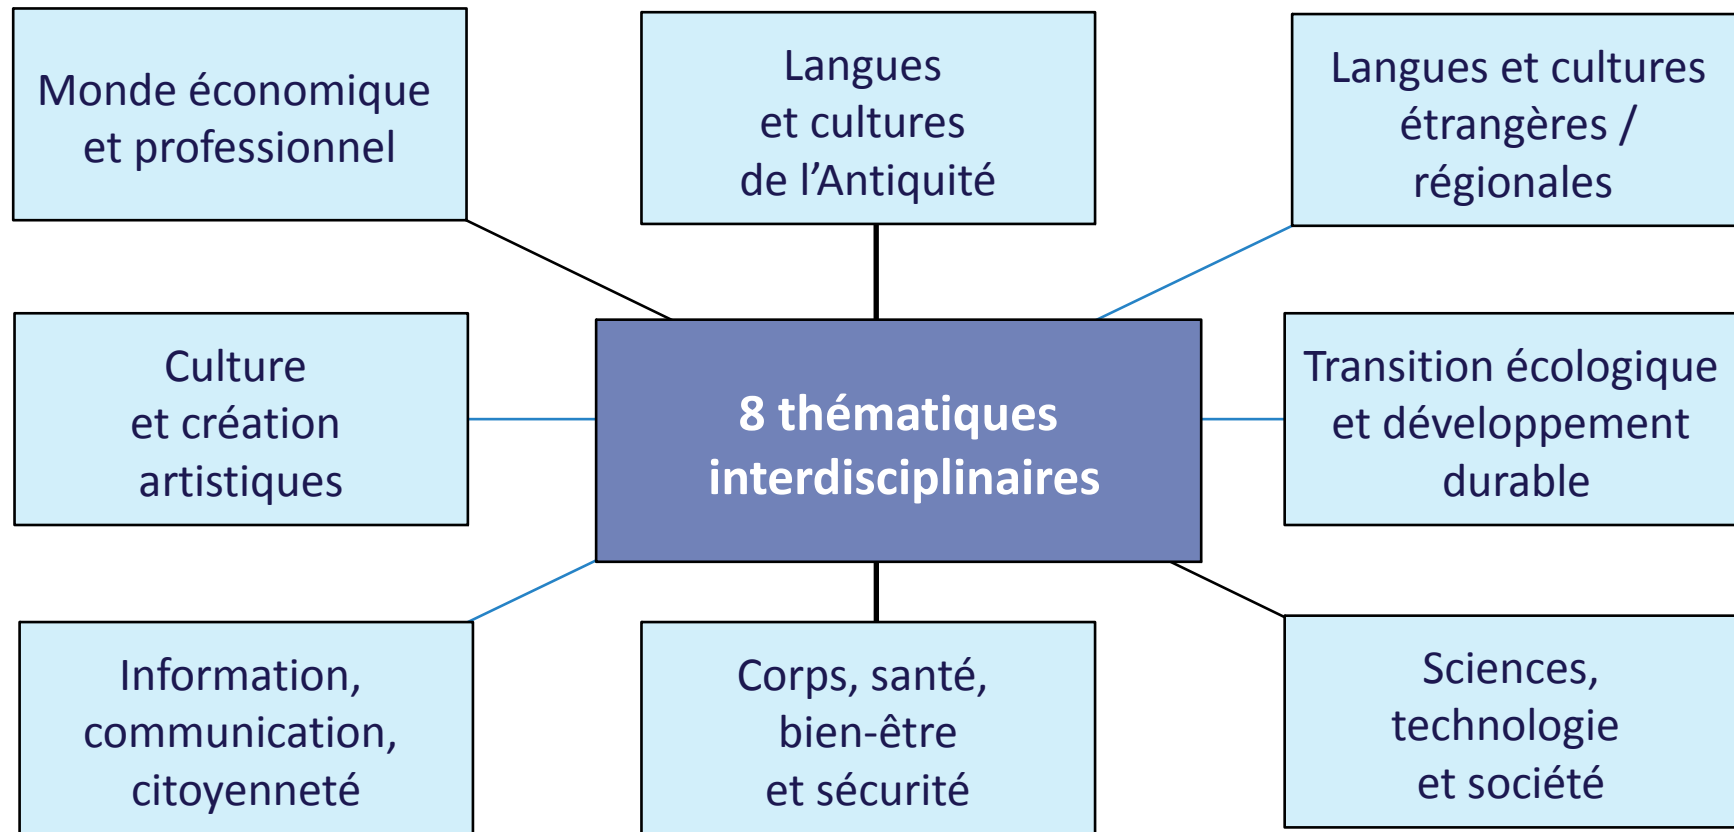 Monde économique
et professionnel
Langues
et cultures
de l’Antiquité
Langues et cultures
étrangères /
régionales
Culture
et création
artistiques
8 thématiques
interdisciplinaires
Transition écologique
et développement
durable
Information,
communication,
citoyenneté
Corps, santé,
bien-être
et sécurité
Sciences,
technologie
et société